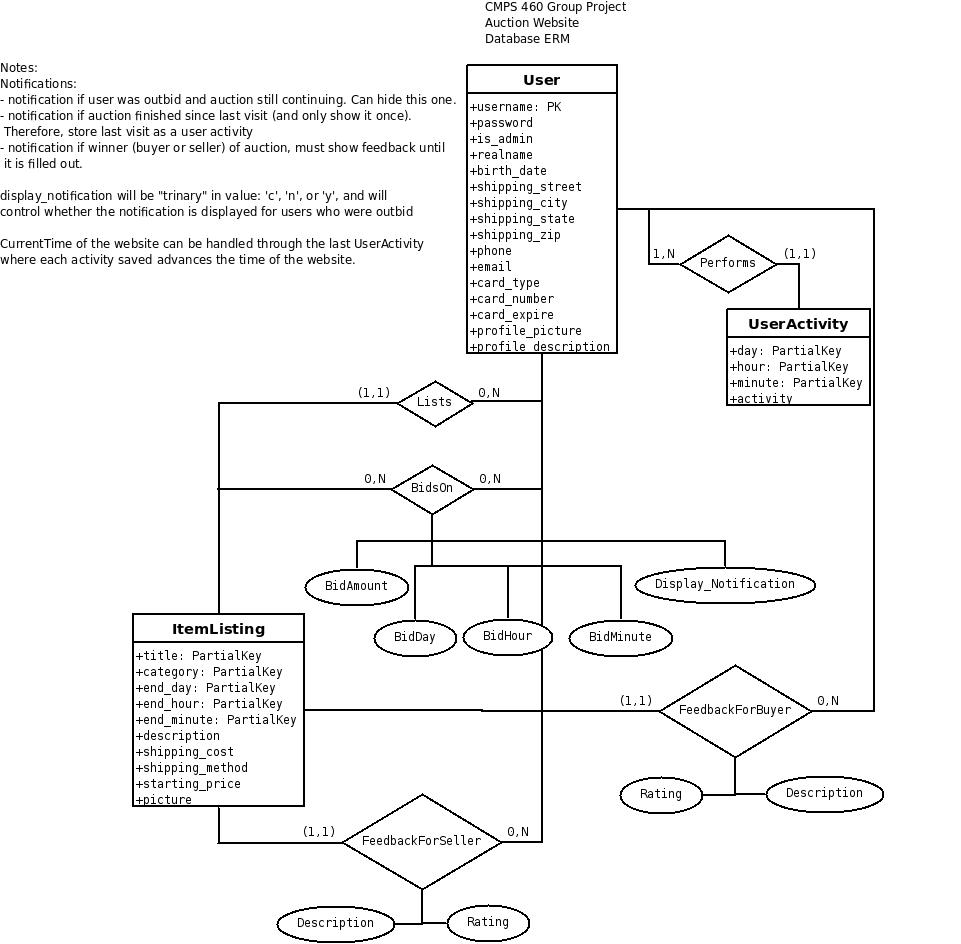 CMPS 460 Group Project
Auction Website
Database ERM
Notes:
Notifications:
- notification if user was outbid and auction still continuing. Can hide this one.
- notification if auction finished since last visit (and only show it once).
Therefore, store last visit as a user activity
- notification if winner (buyer or seller) of auction, must show feedback until
it is filled out.
display_notification will be "trinary" in value: 'c', 'n', or 'y', and will
control whether the notification is displayed for users who were outbid
CurrentTime of the website can be handled through the last UserActivity
where each activity saved advances the time of the website.
User
+username: PK
+password
+is_admin
+realname
+birth_date
+shipping_street
+shipping_city
+shipping_state
+shipping_zip
+phone
+email
+card_type
+card_number
+card_expire
+profile_picture
+profile_description
1,N
Performs
(1,1)
UserActivity
+day: PartialKey
+hour: PartialKey
+minute: PartialKey
+activity
(1,1)
Lists
0,N
0,N
BidsOn
0,N
BidAmount
Display_Notification
BidDay
BidHour
BidMinute
ItemListing
+title: PartialKey
+category: PartialKey
+end_day: PartialKey
+end_hour: PartialKey
+end_minute: PartialKey
+description
+shipping_cost
+shipping_method
+starting_price
+picture
(1,1)
FeedbackForBuyer
0,N
Rating
Description
(1,1)
FeedbackForSeller
0,N
Description
Rating